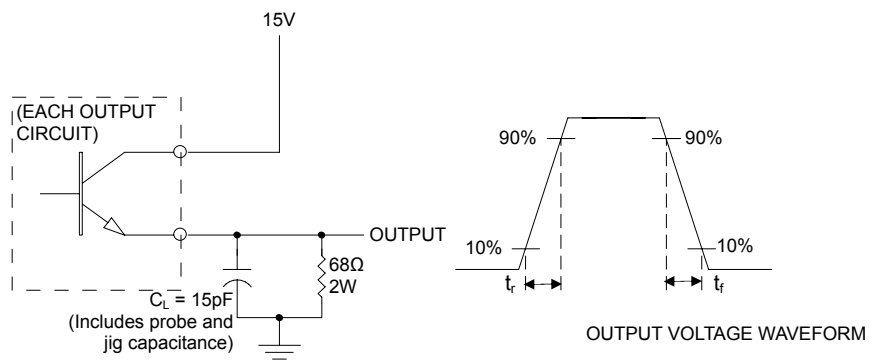 15V
(EACH OUTPUT
CIRCUIT)
OUTPUT
68Ω
2W
C_L = 15pF
(Includes probe and
jig capacitance)
90%
90%
10%
10%
t_r
t_f
OUTPUT VOLTAGE WAVEFORM